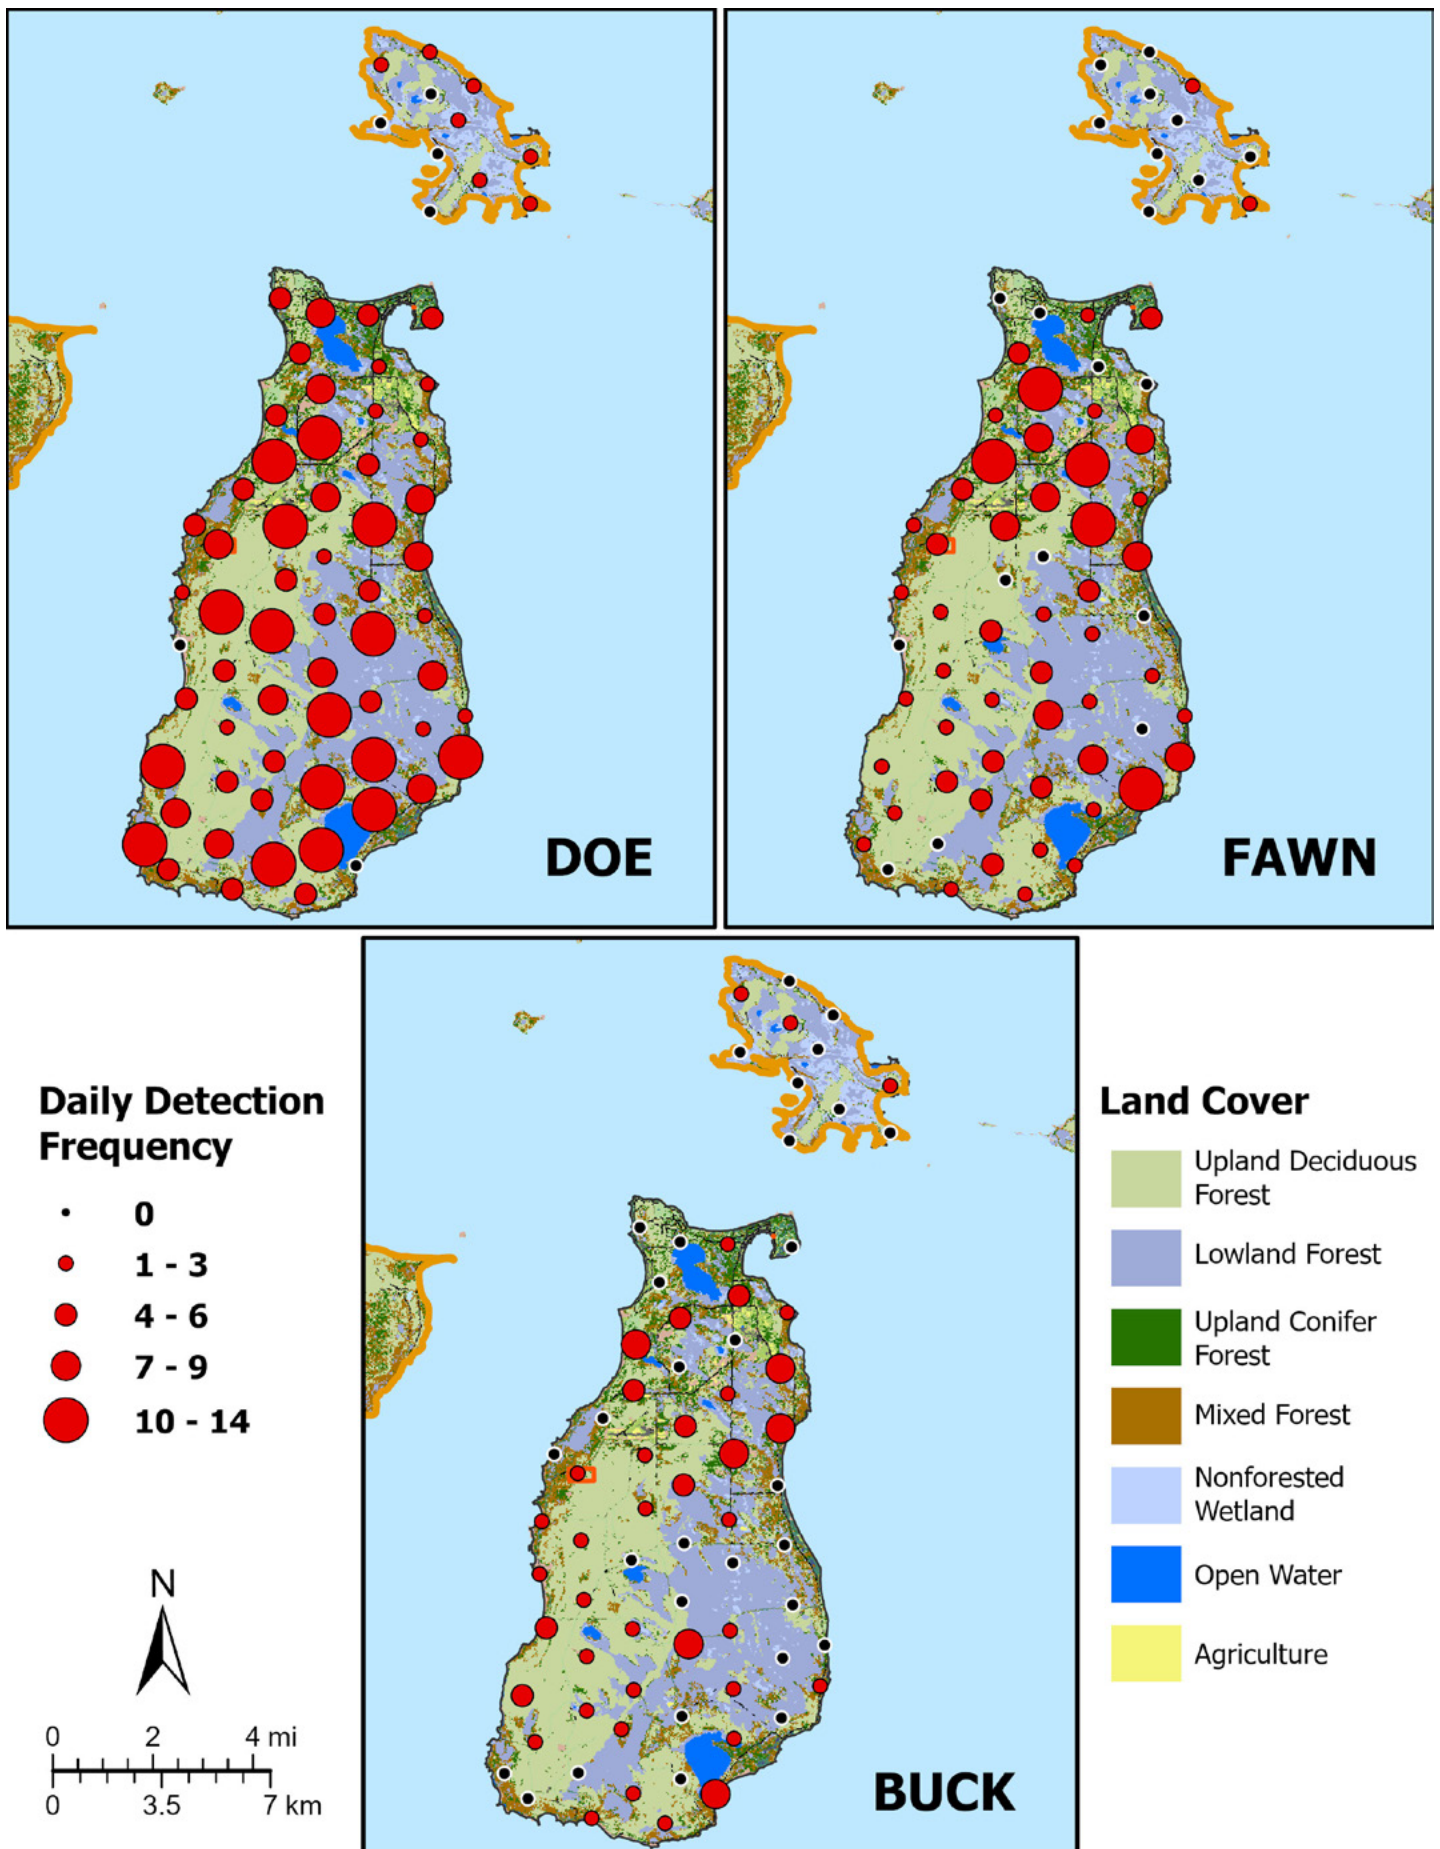 DOE
FAWN
BUCK
Daily Detection
Frequency
0
1 - 3
4 - 6
7 - 9
10 - 14
N
0 2 4 mi
0 3.5 7 km
Land Cover
Upland Deciduous
Forest
Lowland Forest
Upland Conifer
Forest
Mixed Forest
Nonforested
Wetland
Open Water
Agriculture